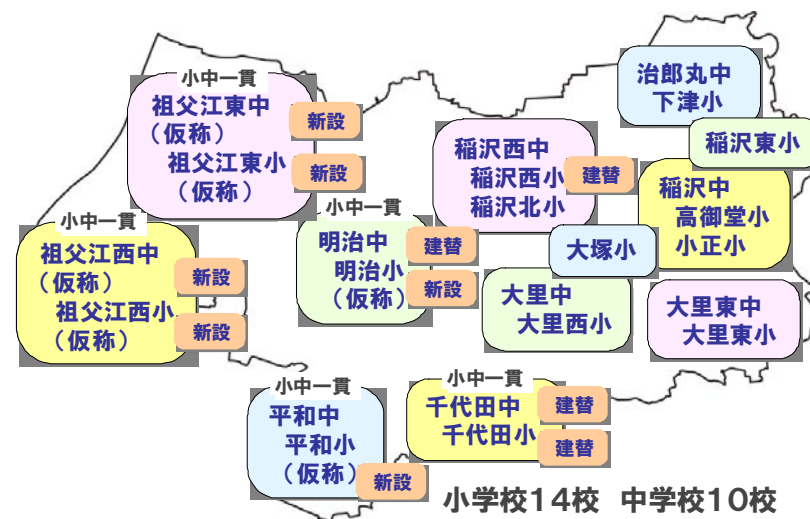 小中一貫
祖父江東中
（仮称）
新設
祖父江東小
（仮称）
新設
治郎丸中
下津小
稲沢東小
稲沢西中
稲沢西小
建替
稲沢北小
稲沢中
高御堂小
小正小
小中一貫
祖父江西中
（仮称）
新設
祖父江西小
（仮称）
新設
小中一貫
明治中
建替
明治小
（仮称）
新設
大塚小
大里中
大里西小
大里東中
大里東小
小中一貫
平和中
平和小
（仮称）
新設
小中一貫
千代田中
建替
千代田小
建替
小学校１４校 中学校１０校